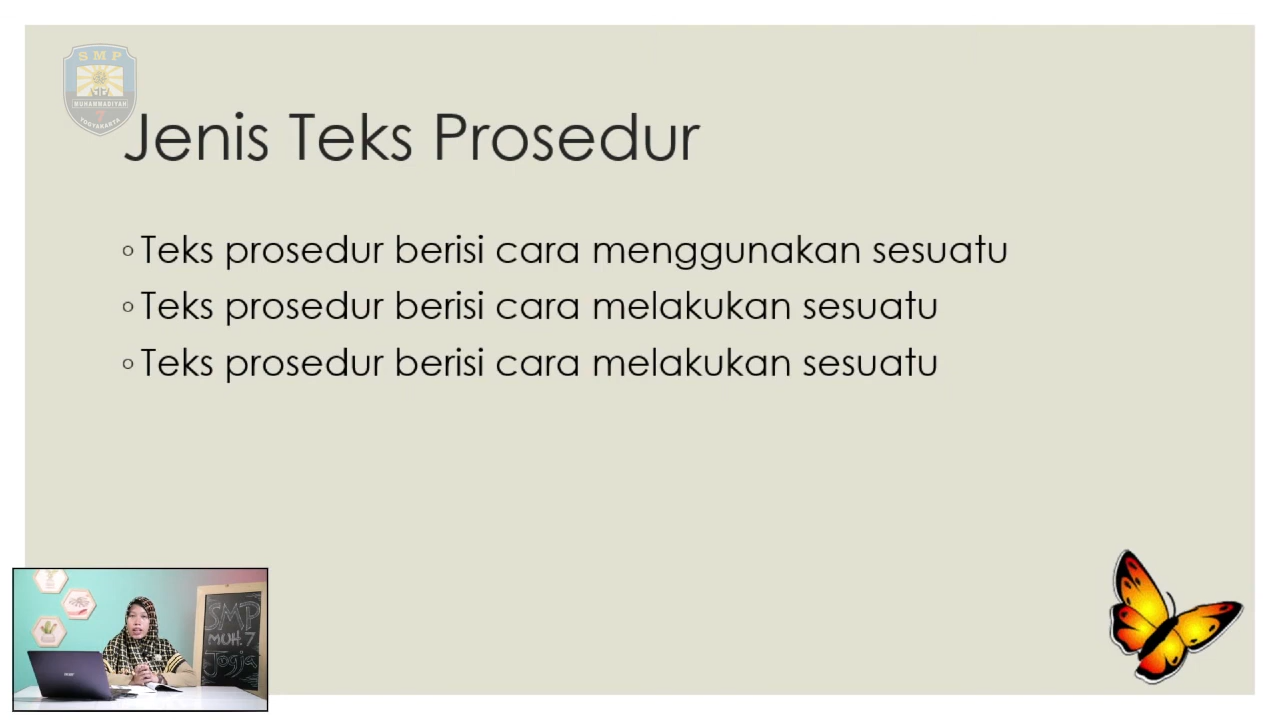 SMP
MUHAMMADIYAH
7
YOGYAKARTA
Jenis Teks Prosedur
Teks prosedur berisi cara menggunakan sesuatu
Teks prosedur berisi cara melakukan sesuatu
Teks prosedur berisi cara melakukan sesuatu
SMP
MUH. 7
Jogja